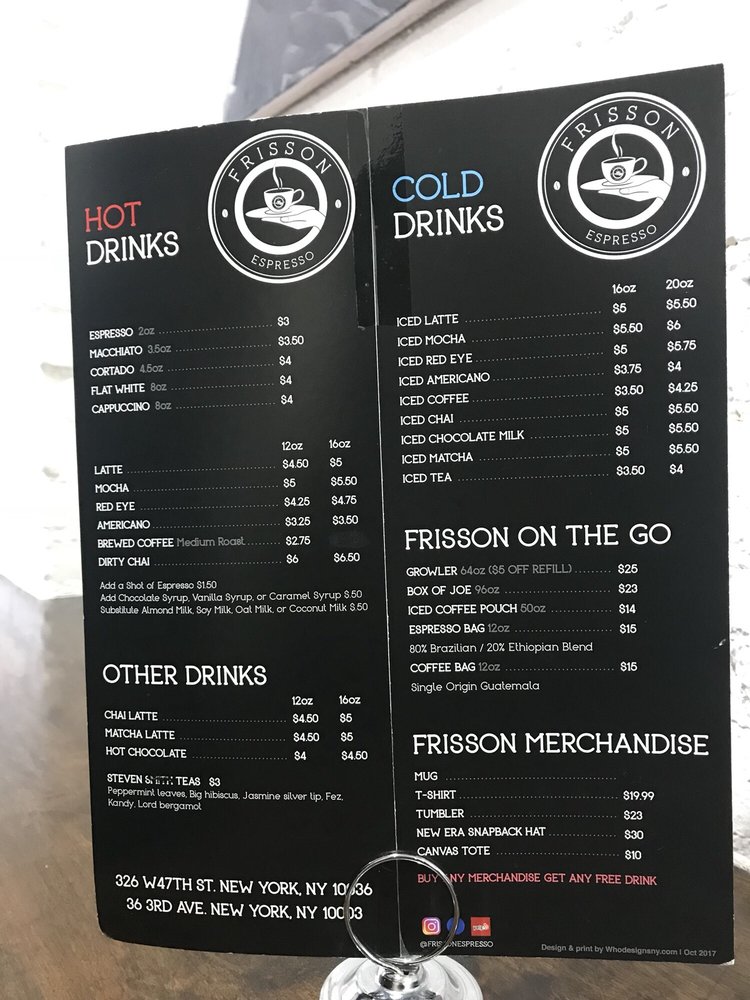 FRISSON
ESPRESSO
HOT
DRINKS
ESPRESSO 2oz $3
MACCHIATO 3.5oz $3.50
CORTADO 4.5oz $4
FLAT WHITE 8oz $4
CAPPUCCINO 8oz $4
12oz 16oz
LATTE $4.50 $5
MOCHA $5 $5.50
RED EYE $4.25 $4.75
AMERICANO $3.25 $3.50
BREWED COFFEE Medium Roast $2.75
DIRTY CHAI $6 $6.50
Add a Shot of Espresso $1.50
Add Chocolate Syrup, Vanilla Syrup, or Caramel Syrup $.50
Substitute Almond Milk, Soy Milk, Oat Milk, or Coconut Milk $.50
OTHER DRINKS
12oz 16oz
CHAI LATTE $4.50 $5
MATCHA LATTE $4.50 $5
HOT CHOCOLATE $4 $4.50
STEVEN SMITH TEAS $3
Peppermint leaves, Big hibiscus, Jasmine silver tip, Fez,
Kandy, Lord bergamot
326 W47TH ST. NEW YORK, NY 10036
36 3RD AVE. NEW YORK, NY 10003
FRISSON
ESPRESSO
COLD
DRINKS
16oz 20oz
ICED LATTE $5 $5.50
ICED MOCHA $5.50 $6
ICED RED EYE $5 $5.75
ICED AMERICANO $3.75 $4
ICED COFFEE $3.50 $4.25
ICED CHAI $5 $5.50
ICED CHOCOLATE MILK $5 $5.50
ICED MATCHA $5 $5.50
ICED TEA $3.50 $4
FRISSON ON THE GO
GROWLER 64oz ($5 OFF REFILL) $25
BOX OF JOE 96oz $23
ICED COFFEE POUCH 50oz $14
ESPRESSO BAG 12oz $15
80% Brazilian / 20% Ethiopian Blend
COFFEE BAG 12oz $15
Single Origin Guatemala
FRISSON MERCHANDISE
MUG
T-SHIRT $19.99
TUMBLER $23
NEW ERA SNAPBACK HAT $30
CANVAS TOTE $10
BUY ANY MERCHANDISE GET ANY FREE DRINK
@FRISSONESPRESSO
Design & print by Whodesignsny.com | Oct 2017